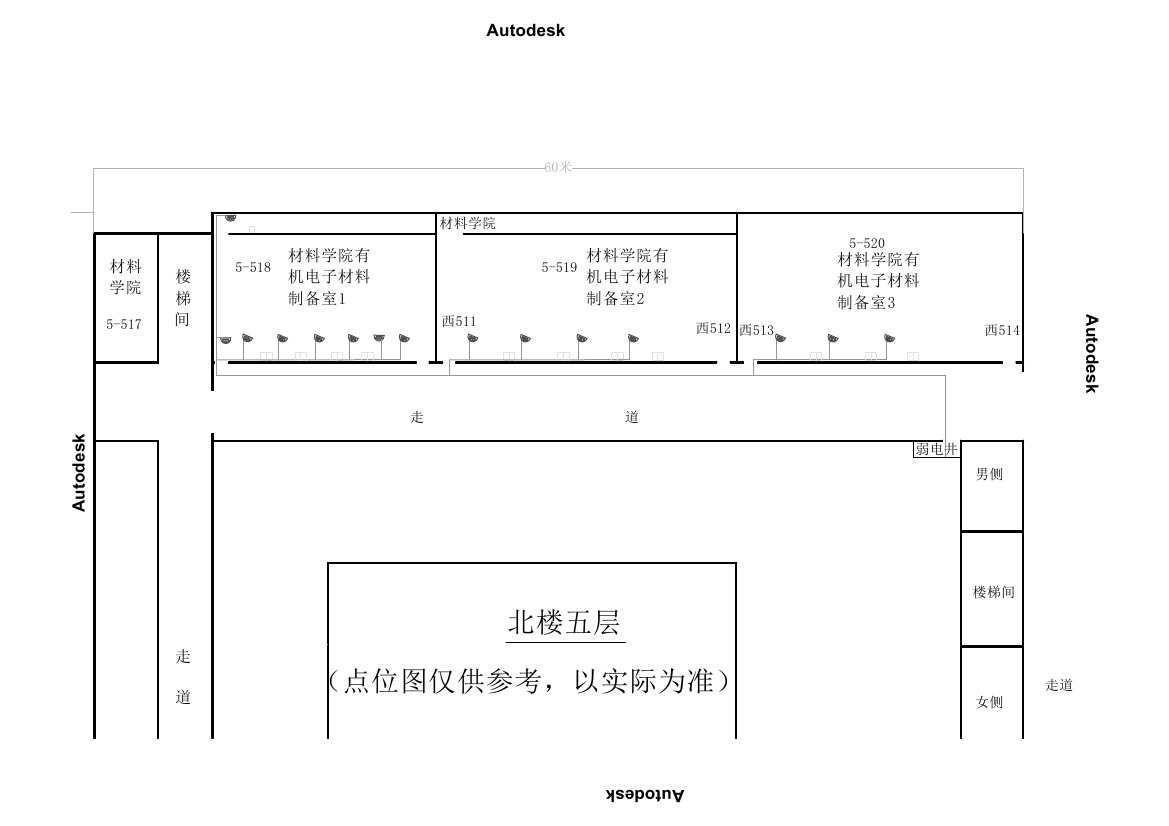 Autodesk
60米
材料学院
材料
学院
5-517
楼
梯
间
5-518
材料学院有
机电子材料
制备室1
5-519
材料学院有
机电子材料
制备室2
5-520
材料学院有
机电子材料
制备室3
西511
西512
西513
西514
Autodesk
走
道
弱电井
Autodesk
男侧
楼梯间
北楼五层
（点位图仅供参考，以实际为准）
走
道
女侧
走道
Autodesk